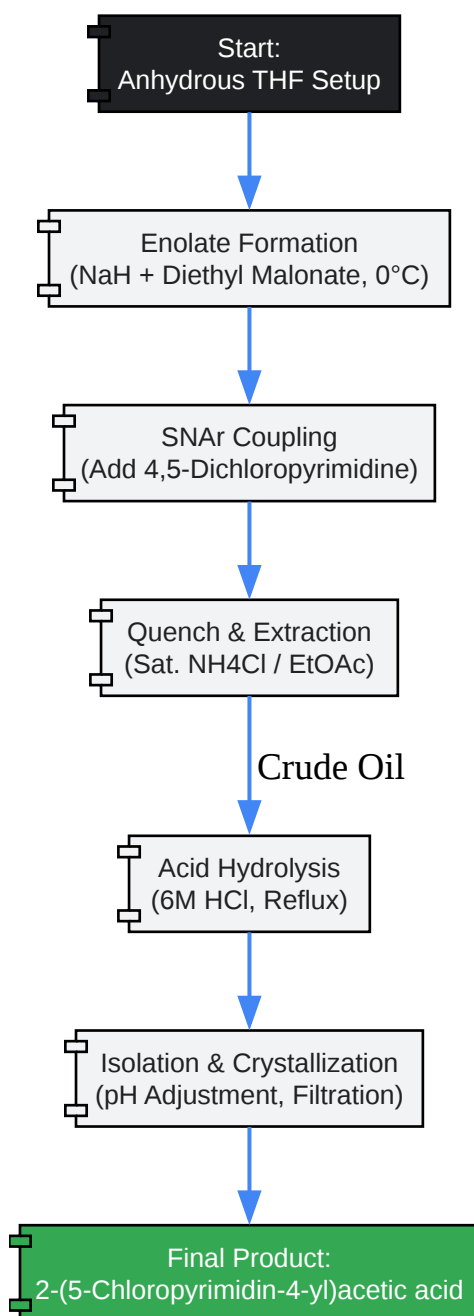 Start:
Anhydrous THF Setup
Enolate Formation
(NaH + Diethyl Malonate, 0°C)
SNAr Coupling
(Add 4,5-Dichloropyrimidine)
Quench & Extraction
(Sat. NH4Cl / EtOAc)
Crude Oil
Acid Hydrolysis
(6M HCl, Reflux)
Isolation & Crystallization
(pH Adjustment, Filtration)
Final Product:
2-(5-Chloropyrimidin-4-yl)acetic acid